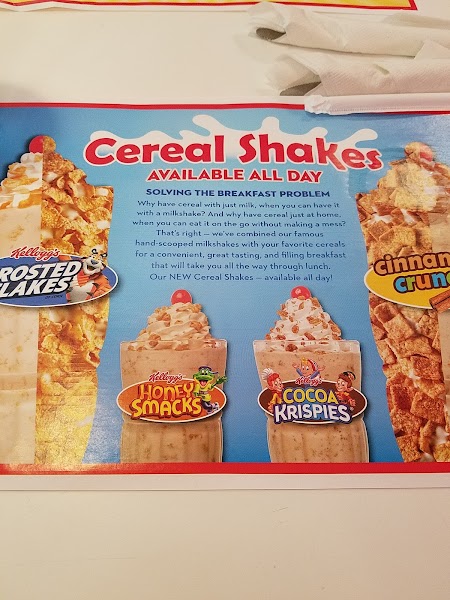 Cereal Shakes
AVAILABLE ALL DAY
SOLVING THE BREAKFAST PROBLEM
Why have cereal with just milk, when you can have it
with a milkshake? And why have cereal just at home,
when you can eat it on the go without making a mess?
That's right — we've combined our famous
hand-scooped milkshakes with your favorite cereals
for a convenient, great tasting, and filling breakfast
that will take you all the way through lunch.
Our NEW Cereal Shakes — available all day!
Kellogg's
ROSTED
LAKES
cinnam
crun
Kellogg's
HONEY
SMACKS
Kellogg's
COCOA
KRISPIES